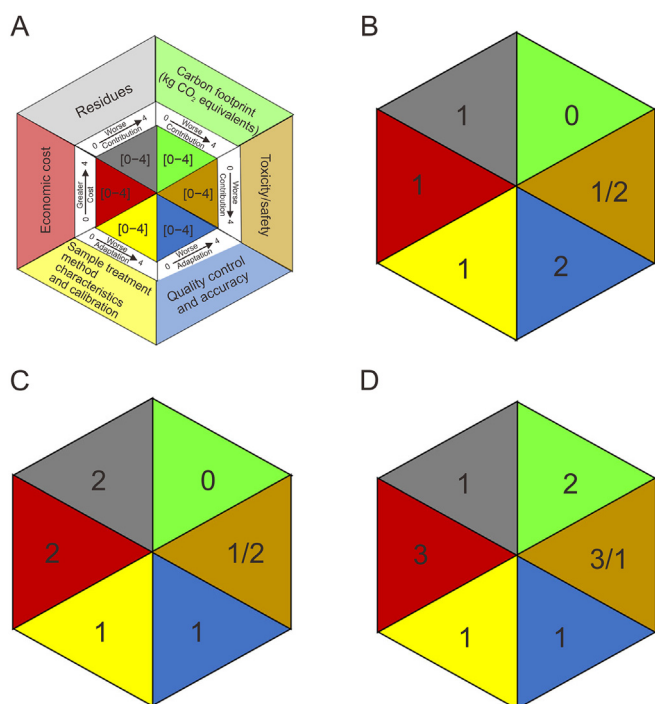 A
Residues
Carbon footprint
(kg CO2 equivalents)
0 Worse 4
Contribution
0 Worse 4
Contribution
Economic cost
0 Greater 4
Cost
[0–4]
[0–4]
[0–4]
[0–4]
[0–4]
[0–4]
0 Worse 4
Contribution
Toxicity/safety
0 Worse 4
Adaptation
0 Worse 4
Adaptation
Sample treatment
method
characteristics
and calibration
Quality control
and accuracy
B
1
0
1
1/2
1
2
C
2
0
2
1/2
1
1
D
1
2
3
3/1
1
1